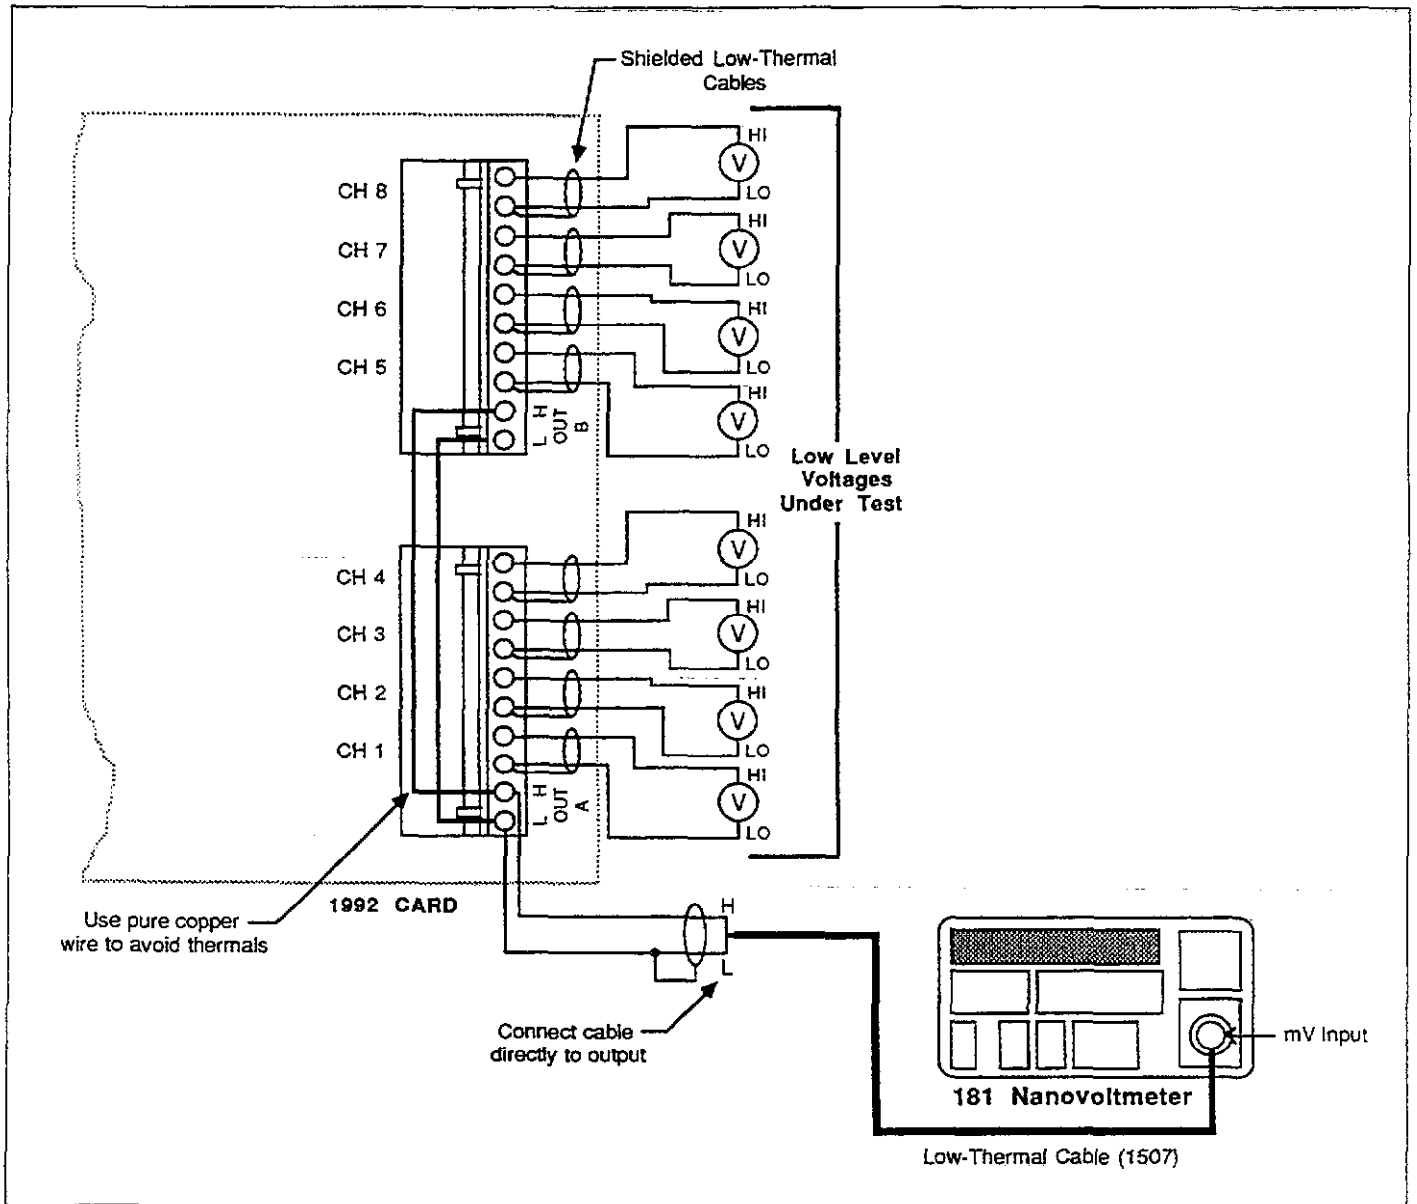 Shielded Low-Thermal
Cables
CH 8
HI
V
LO
CH 7
HI
V
LO
CH 6
HI
V
LO
CH 5
HI
V
LO
H
L
OUT
B
Low Level
Voltages
Under Test
CH 4
HI
V
LO
CH 3
HI
V
LO
CH 2
HI
V
LO
CH 1
HI
V
LO
H
L
OUT
A
1992 CARD
Use pure copper
wire to avoid thermals
H
L
Connect cable
directly to output
mV Input
181 Nanovoltmeter
Low-Thermal Cable (1507)